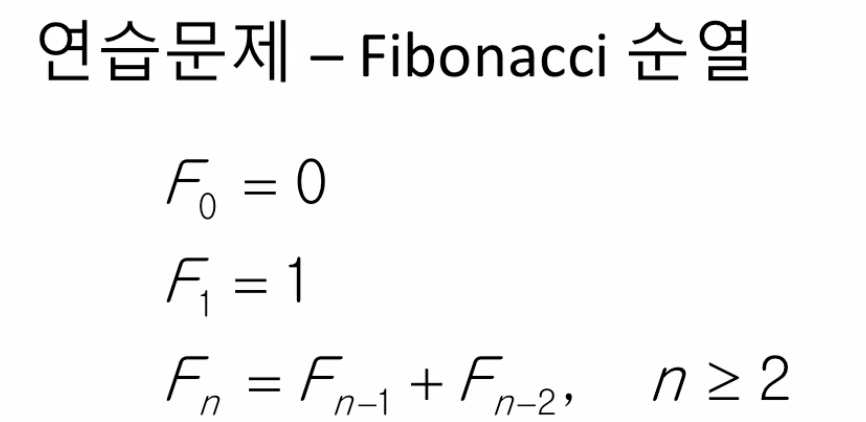 연습문제 – Fibonacci 순열
F₀ = 0
F₁ = 1
Fₙ = Fₙ₋₁ + Fₙ₋₂, n ≥ 2